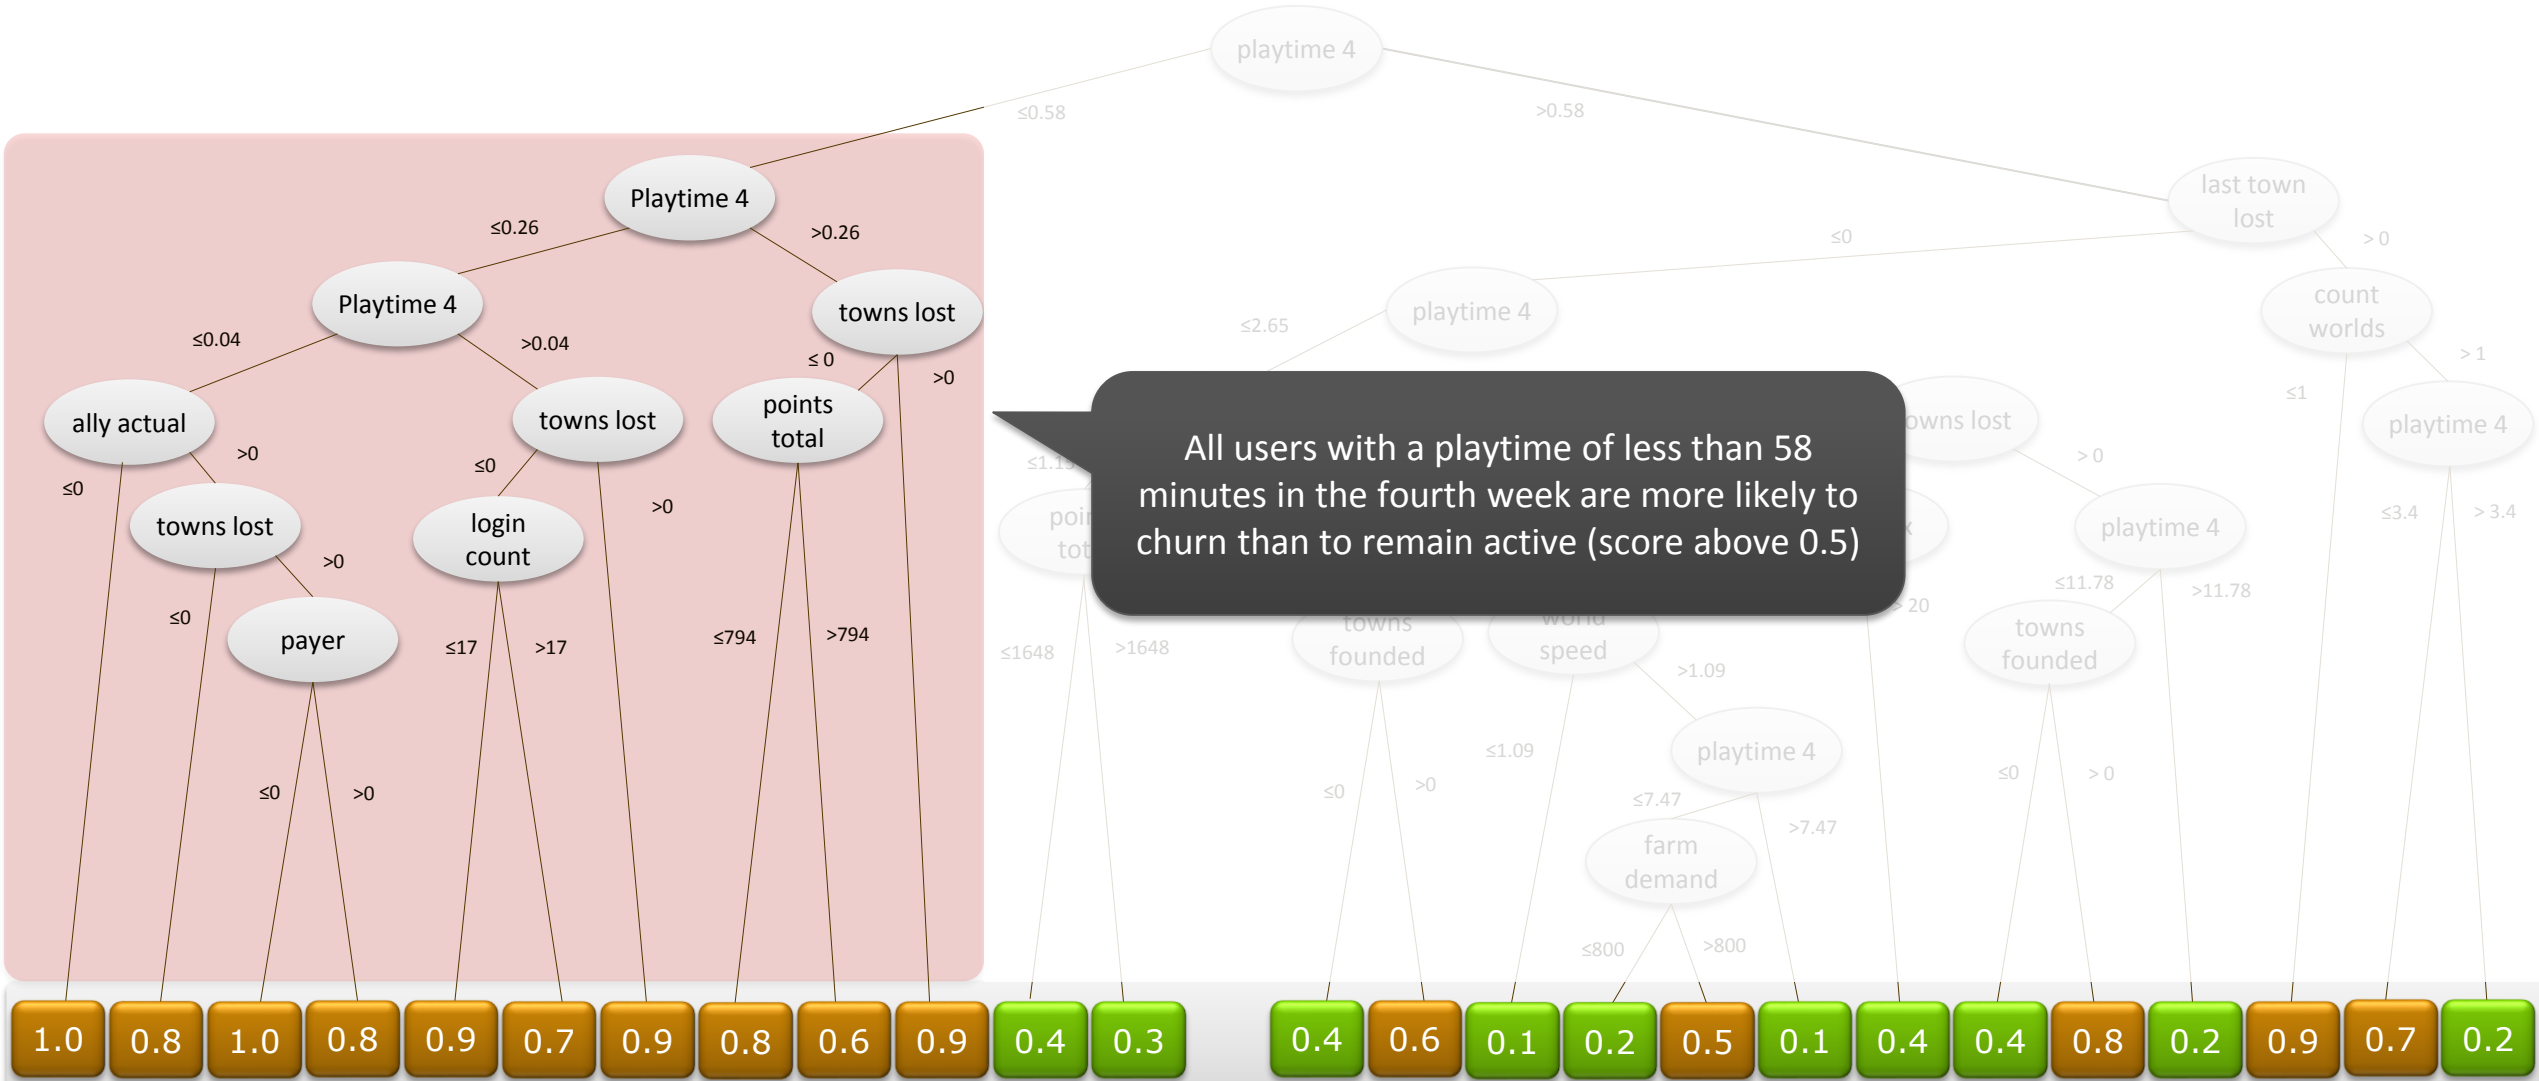 playtime 4
≤0.58
>0.58
Playtime 4
last town
lost
≤0.26
>0.26
≤0
> 0
Playtime 4
towns lost
playtime 4
count
worlds
≤0.04
>0.04
≤ 0
>0
≤2.65
≤1
> 1
ally actual
towns lost
points
total
playtime 4
All users with a playtime of less than 58
minutes in the fourth week are more likely to
churn than to remain active (score above 0.5)
lost
≤0
>0
≤0
>0
> 0
towns lost
login
count
playtime 4
≤3.4
> 3.4
≤0
>0
≤11.78
>11.78
payer
≤17
>17
≤794
>794
≤1648
>1648
towns
founded
world
speed
>1.09
20
towns
founded
≤0
>0
≤0
>0
≤1.09
playtime 4
≤0
> 0
≤7.47
>7.47
farm
demand
≤800
>800
1.0 0.8 1.0 0.8 0.9 0.7 0.9 0.8 0.6 0.9 0.4 0.3 0.4 0.6 0.1 0.2 0.5 0.1 0.4 0.4 0.8 0.2 0.9 0.7 0.2